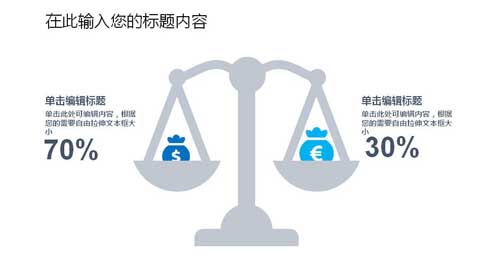 在此输入您的标题内容
单击编辑标题
单击此处可编辑内容，根据
您的需要自由拉伸文本框大
小
70%
$
€
单击编辑标题
单击此处可编辑内容，根据
您的需要自由拉伸文本框大
小
30%